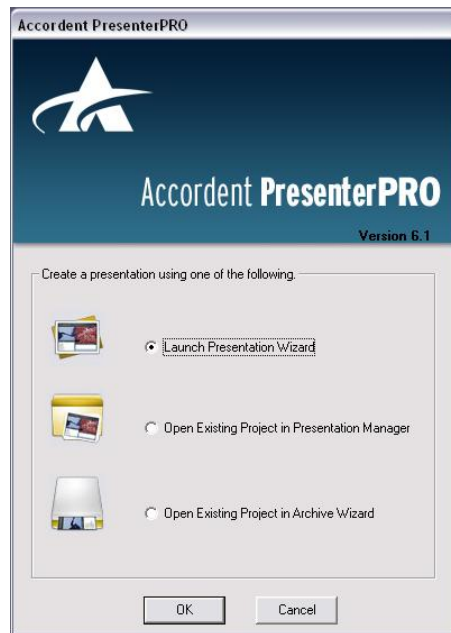 Accordent PresenterPRO
Accordent PresenterPRO
Version 6.1
Create a presentation using one of the following.
Launch Presentation Wizard
Open Existing Project in Presentation Manager
Open Existing Project in Archive Wizard
OK
Cancel